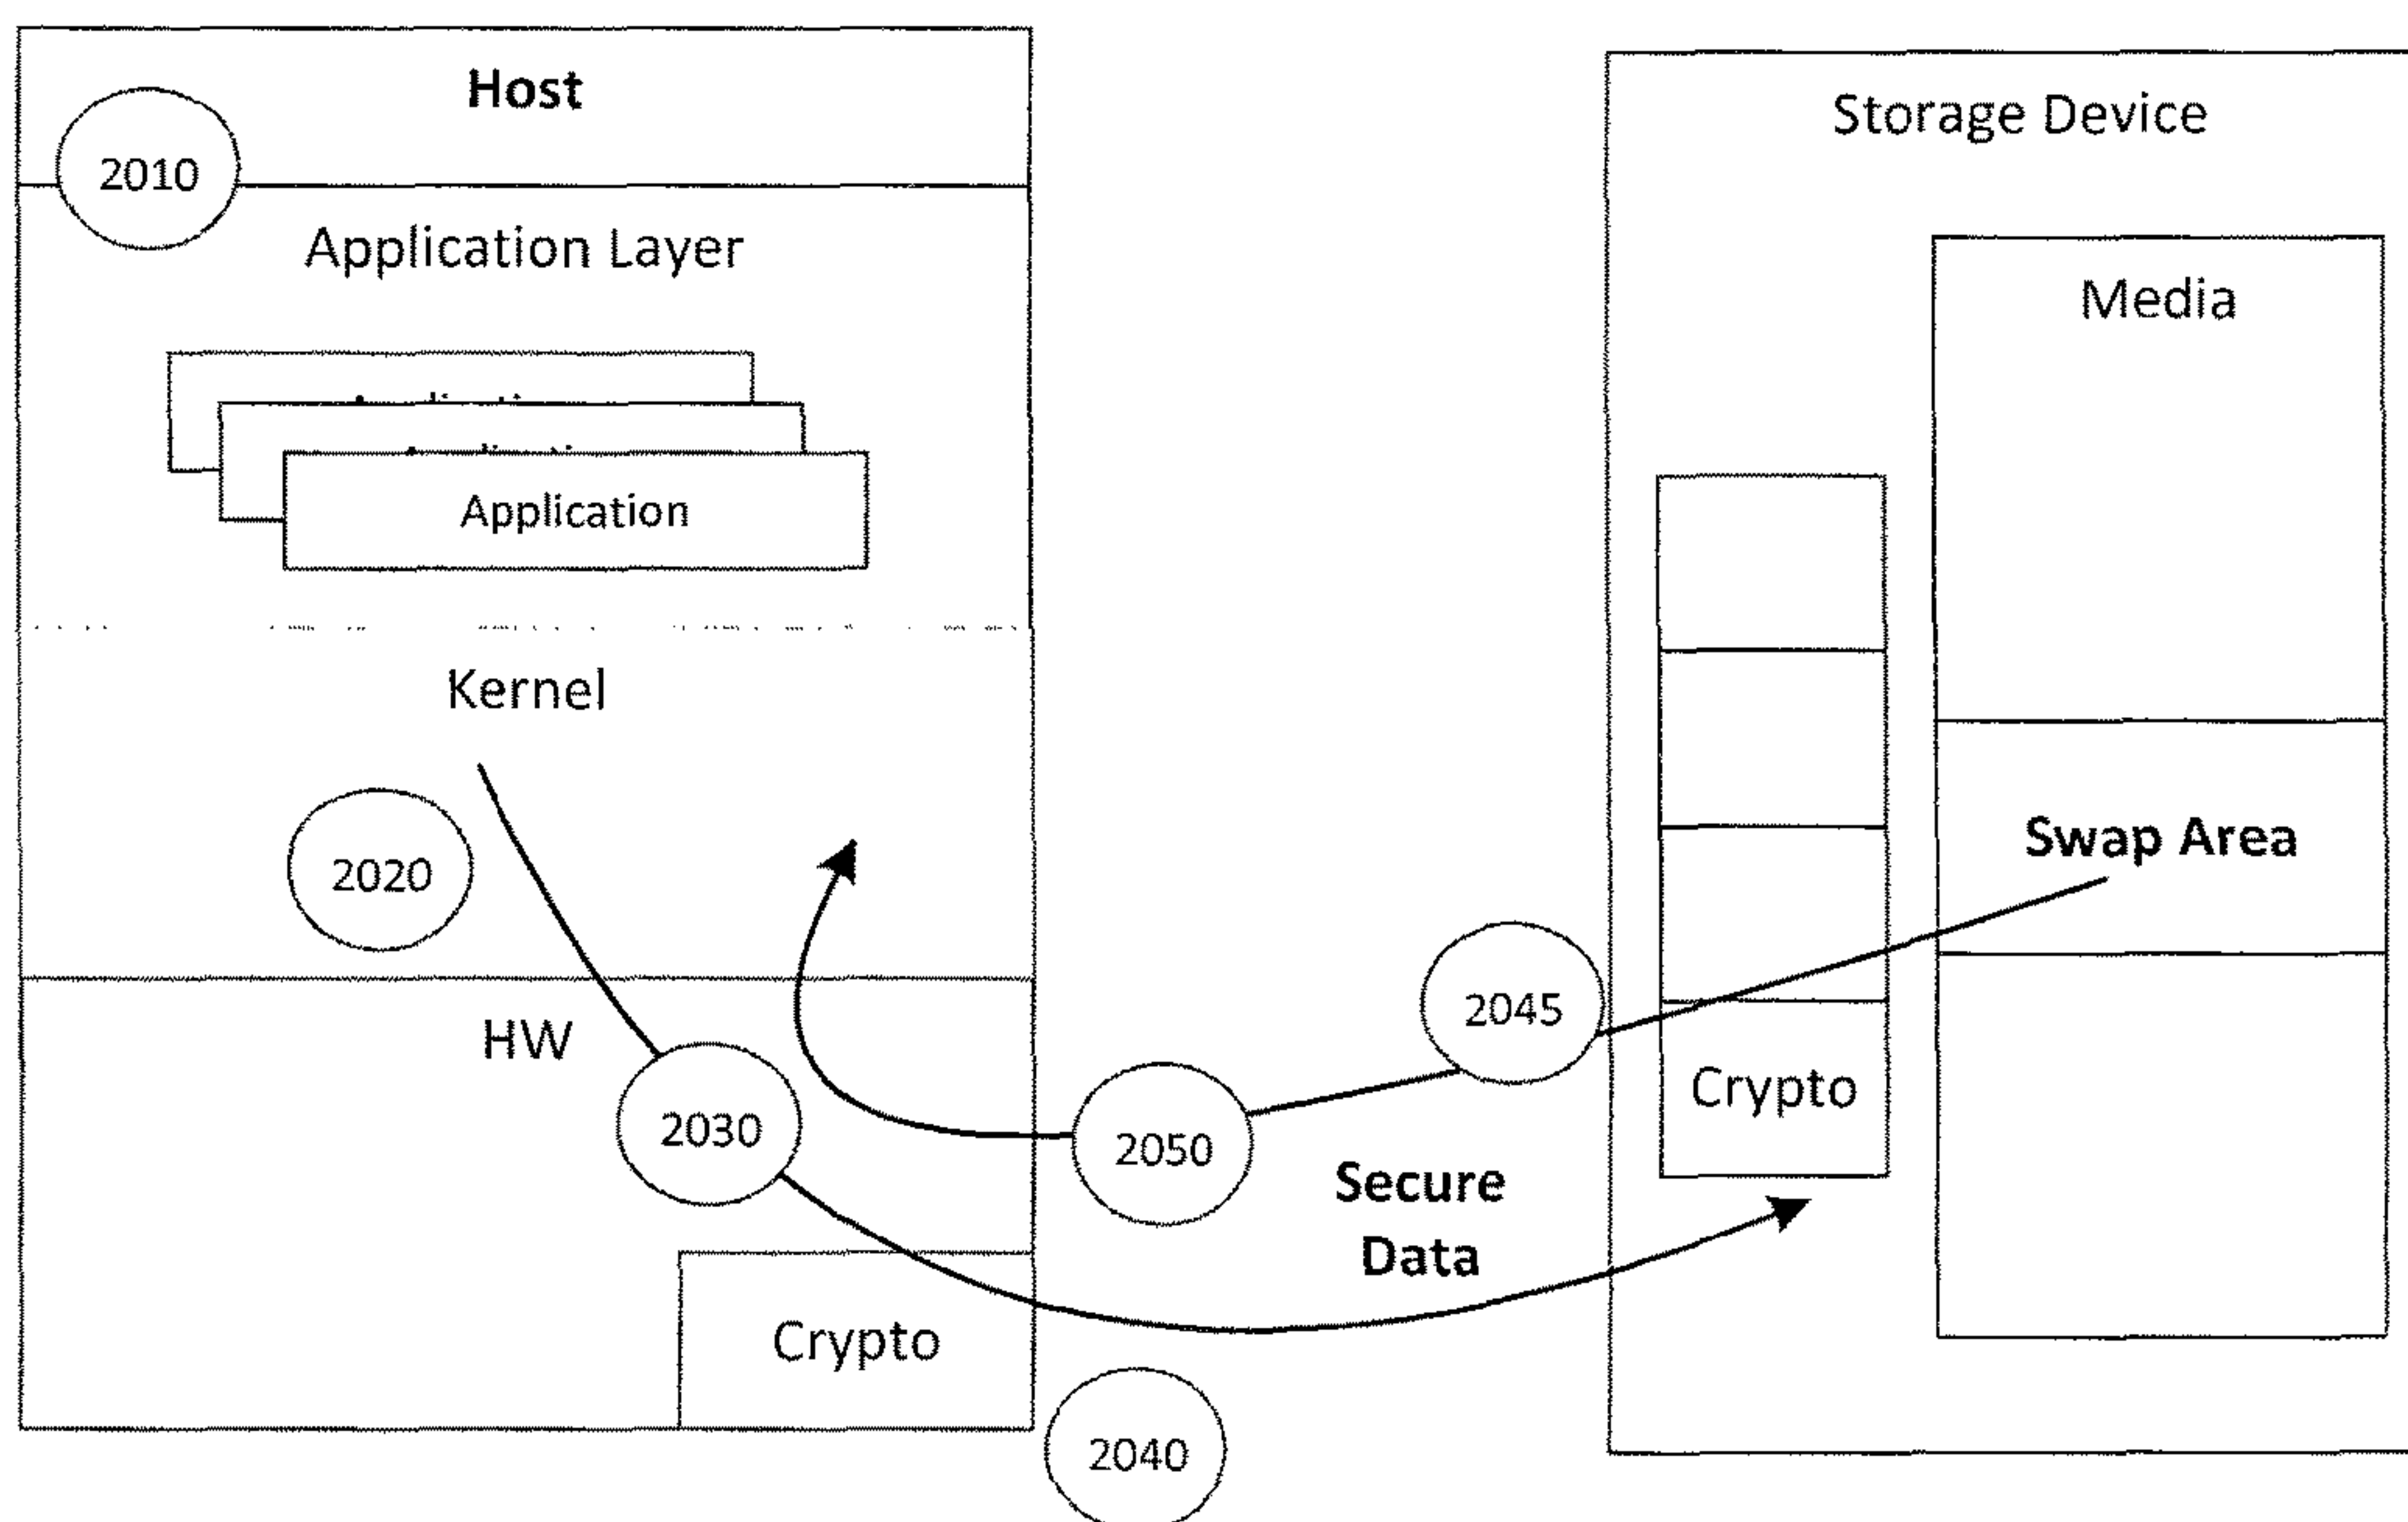 Host
2010
Application Layer
Application
Kernel
2020
HW
2030
Crypto
2040
2050
2045
Secure
Data
Storage Device
Media
Swap Area
Crypto